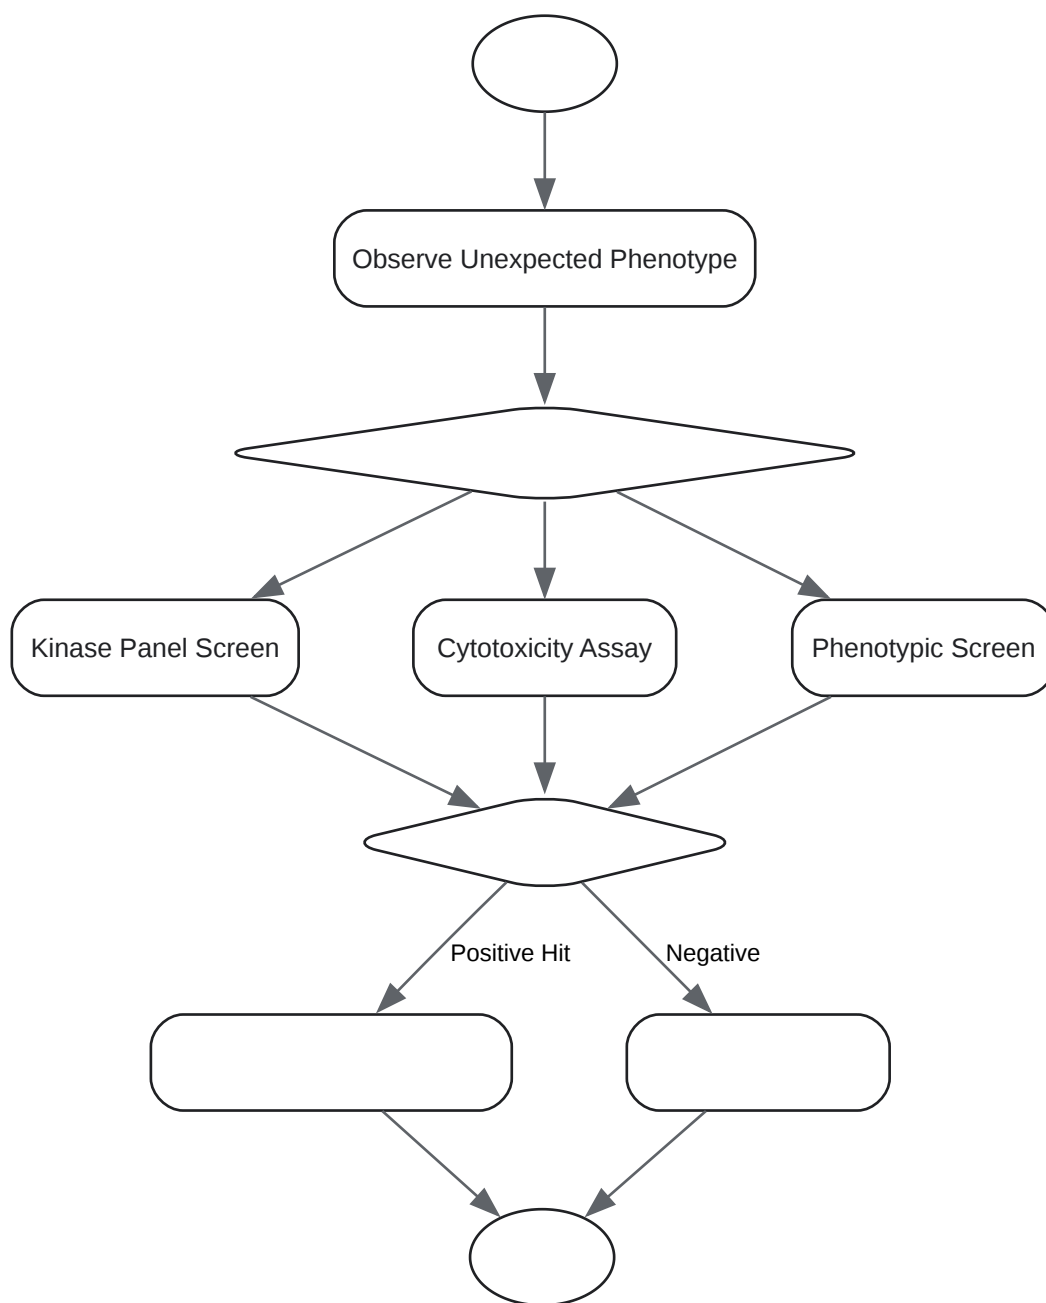 Observe Unexpected Phenotype
Kinase Panel Screen
Cytotoxicity Assay
Phenotypic Screen
Positive Hit
Negative